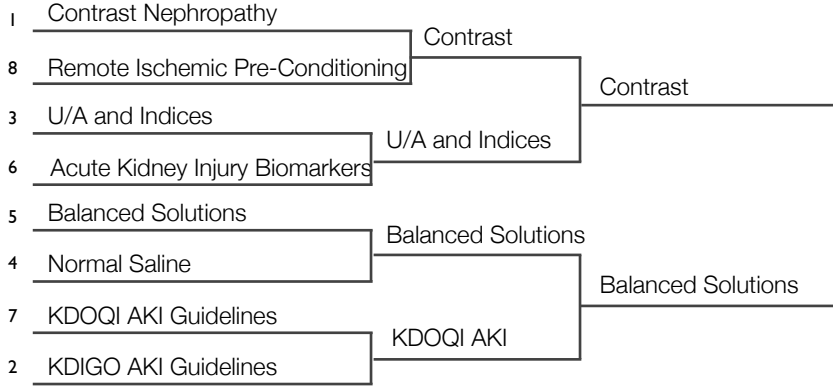 1 Contrast Nephropathy
Contrast
8 Remote Ischemic Pre-Conditioning
Contrast
3 U/A and Indices
U/A and Indices
6 Acute Kidney Injury Biomarkers
5 Balanced Solutions
Balanced Solutions
4 Normal Saline
Balanced Solutions
7 KDOQI AKI Guidelines
KDOQI AKI
2 KDIGO AKI Guidelines